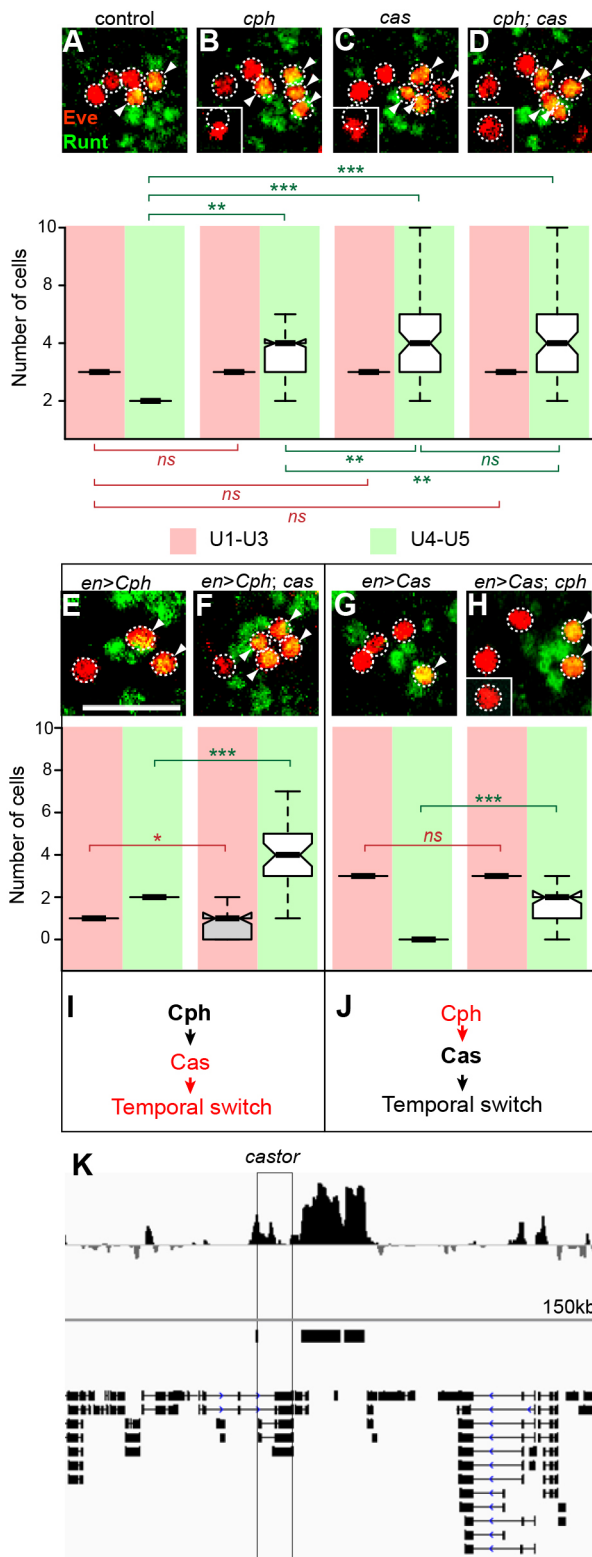 control
cph
cas
cph; cas
A
B
C
D
Eve
Runt
***
***
**
Number of cells
10
8
4
2
ns
**
ns
ns
**
ns
U1-U3
U4-U5
en>Cph
en>Cph; cas
en>Cas
en>Cas; cph
E
F
G
H
Number of cells
10
8
6
4
2
0
***
*
***
ns
I
Cph
Cas
Temporal switch
J
Cph
Cas
Temporal switch
K
castor
150kb